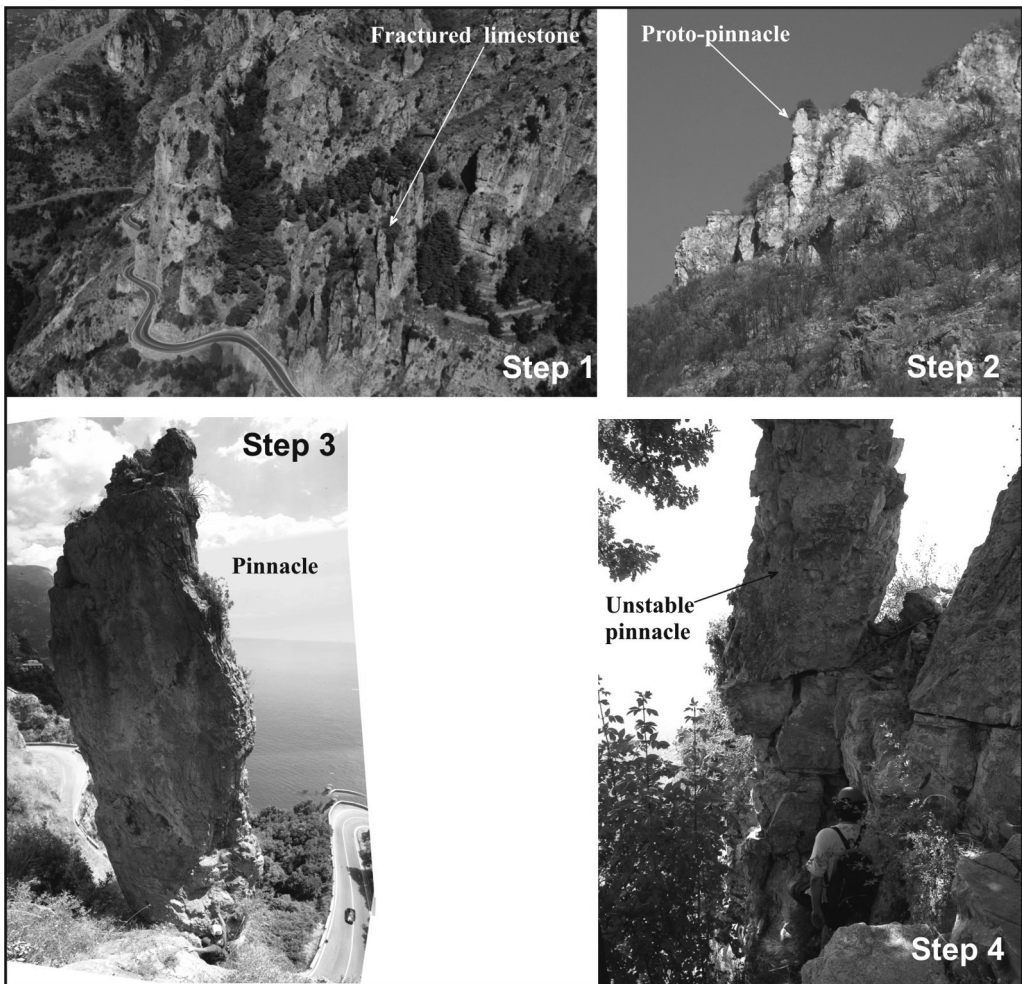 Fractured limestone
Step 1
Proto-pinnacle
Step 2
Step 3
Pinnacle
Unstable
pinnacle
Step 4